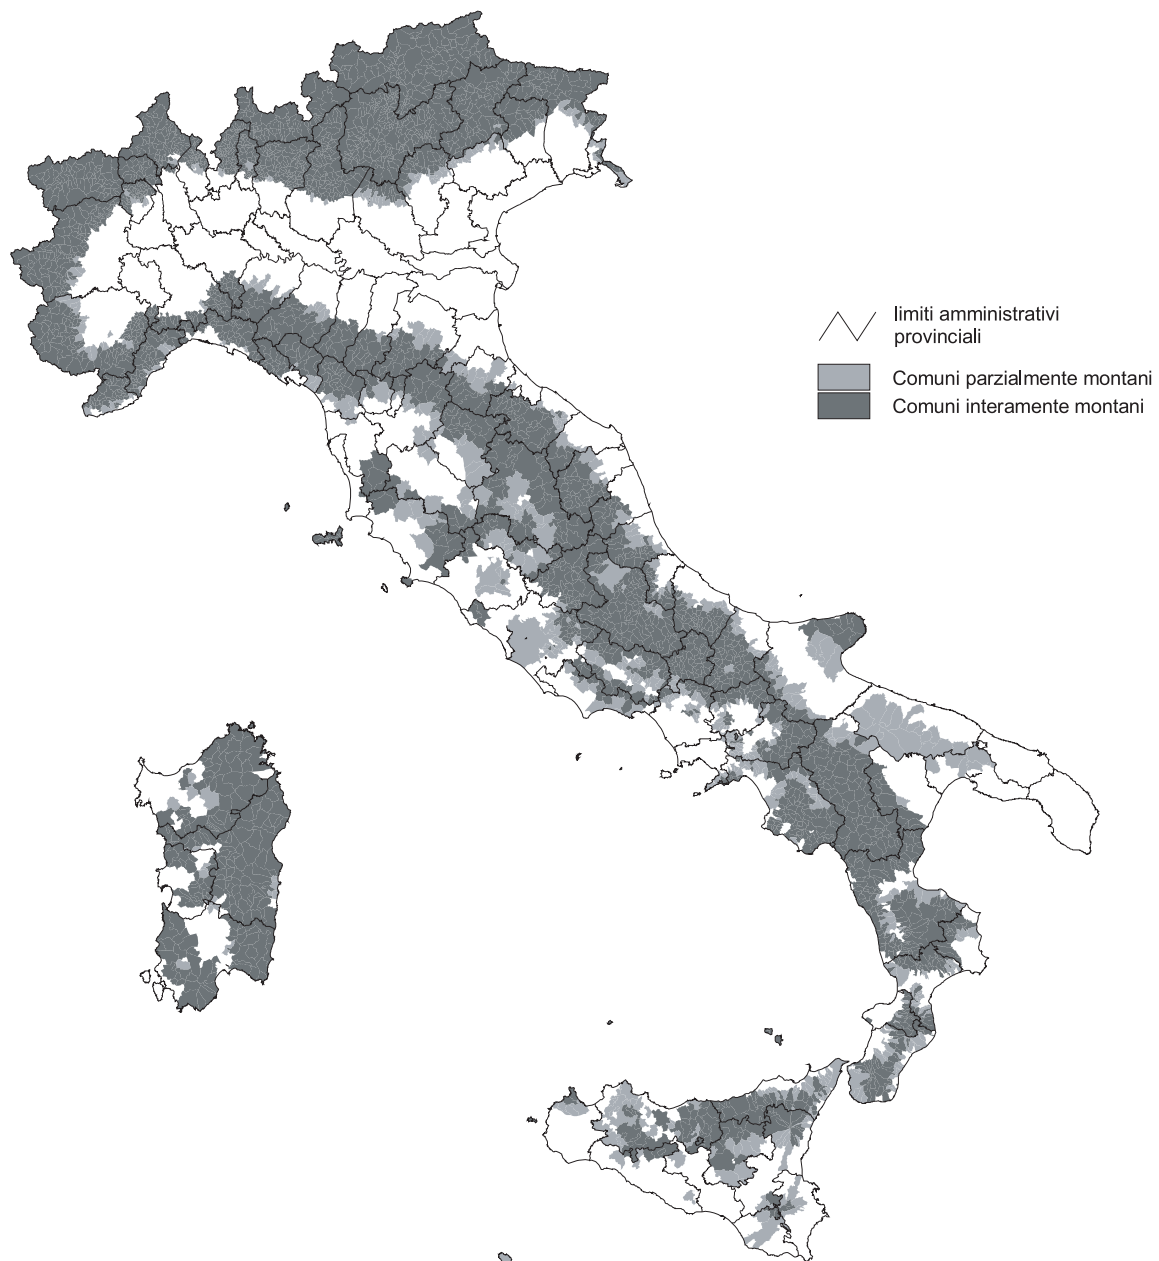 limiti amministrativi
provinciali
Comuni parzialmente montani
Comuni interamente montani